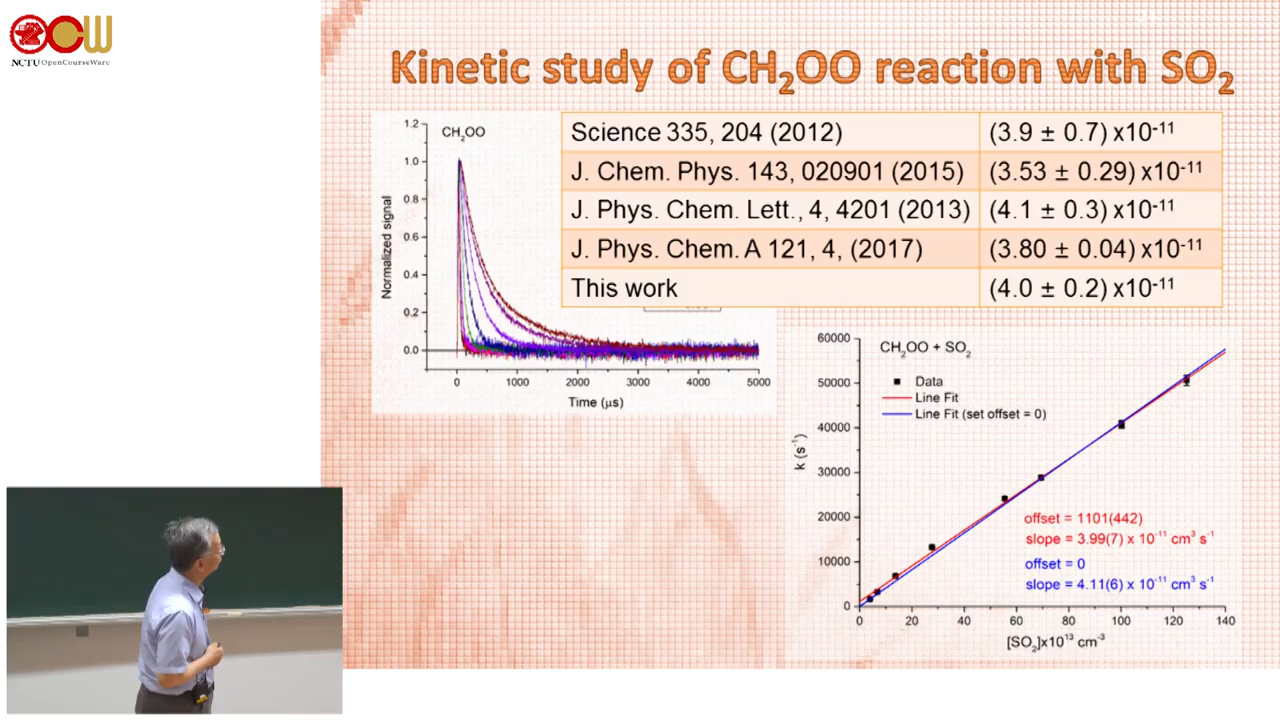 OCW
NCTU OpenCourseWare
Kinetic study of CH₂OO reaction with SO₂
Science 335, 204 (2012) (3.9 ± 0.7) x10⁻¹¹
J. Chem. Phys. 143, 020901 (2015) (3.53 ± 0.29) x10⁻¹¹
J. Phys. Chem. Lett., 4, 4201 (2013) (4.1 ± 0.3) x10⁻¹¹
J. Phys. Chem. A 121, 4, (2017) (3.80 ± 0.04) x10⁻¹¹
This work (4.0 ± 0.2) x10⁻¹¹
CH₂OO
Normalized signal
1.2
1.0
0.8
0.6
0.4
0.2
0.0
0 1000 2000 3000 4000 5000
Time (μs)
CH₂OO + SO₂
Data
Line Fit
Line Fit (set offset = 0)
k (s⁻¹)
60000
50000
40000
30000
20000
10000
0
offset = 1101(442)
slope = 3.99(7) x 10⁻¹¹ cm³ s⁻¹
offset = 0
slope = 4.11(6) x 10⁻¹¹ cm³ s⁻¹
0 20 40 60 80 100 120 140
[SO₂]x10¹³ cm⁻³